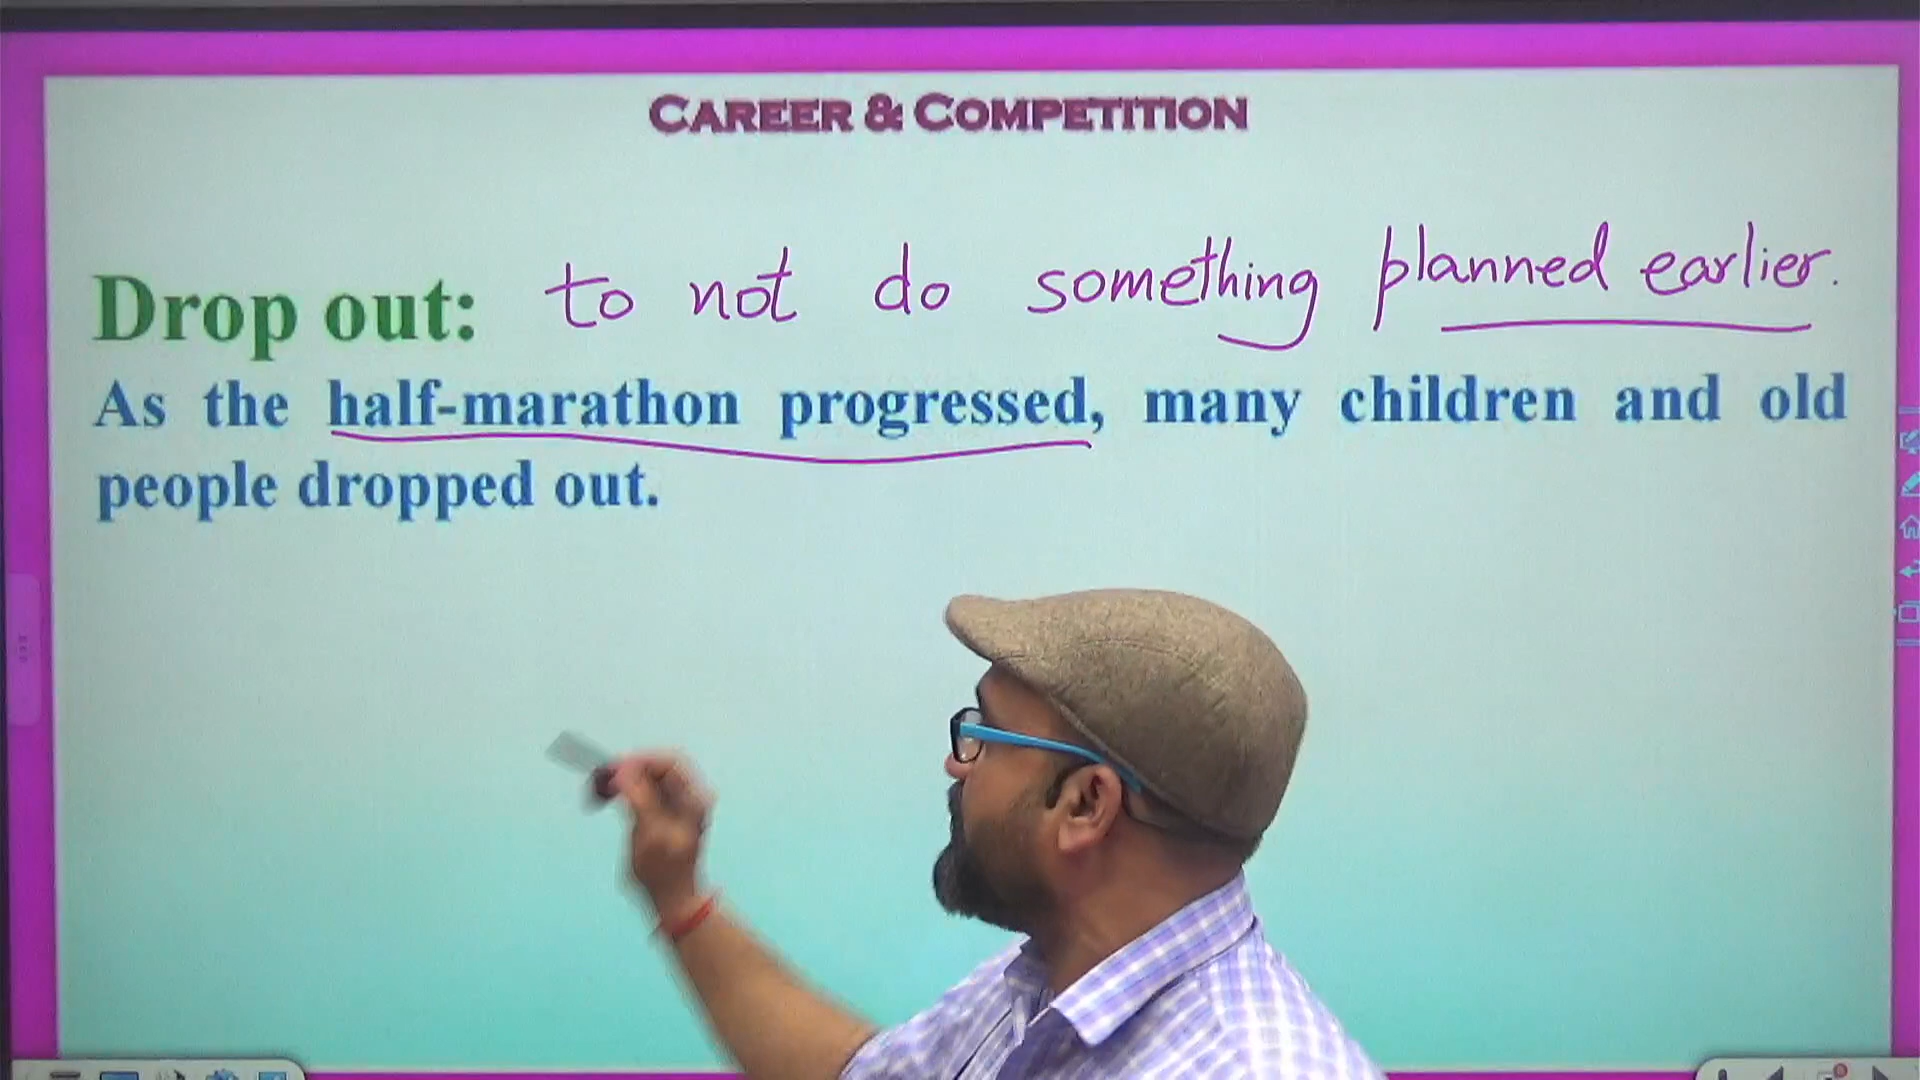 CAREER & COMPETITION
Drop out: to not do something planned earlier.
As the half-marathon progressed, many children and old
people dropped out.